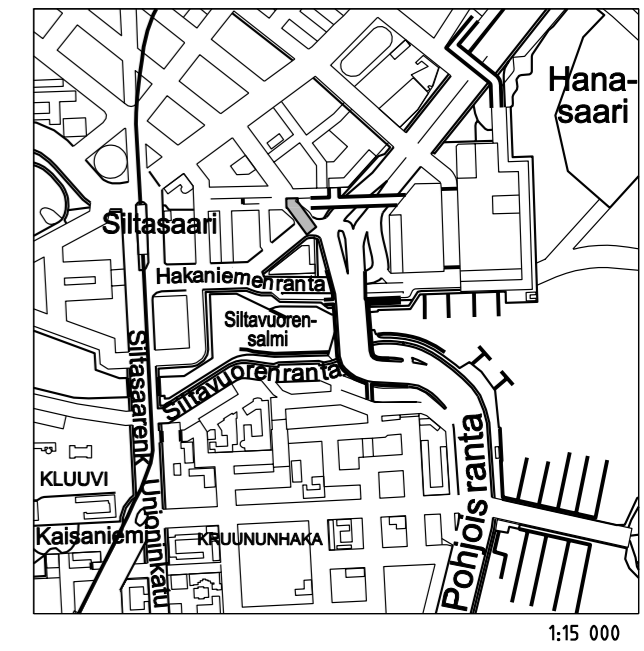 Hana-
saari
Siltasaari
Hakaniemenranta
Siltavuoren-
salmi
Siltavuorenranta
Siltasaarenk
KLUUVI
Pohjoisranta
Unioninkatu
Kaisaniemi
KRUUNUNHAKA
1:15 000